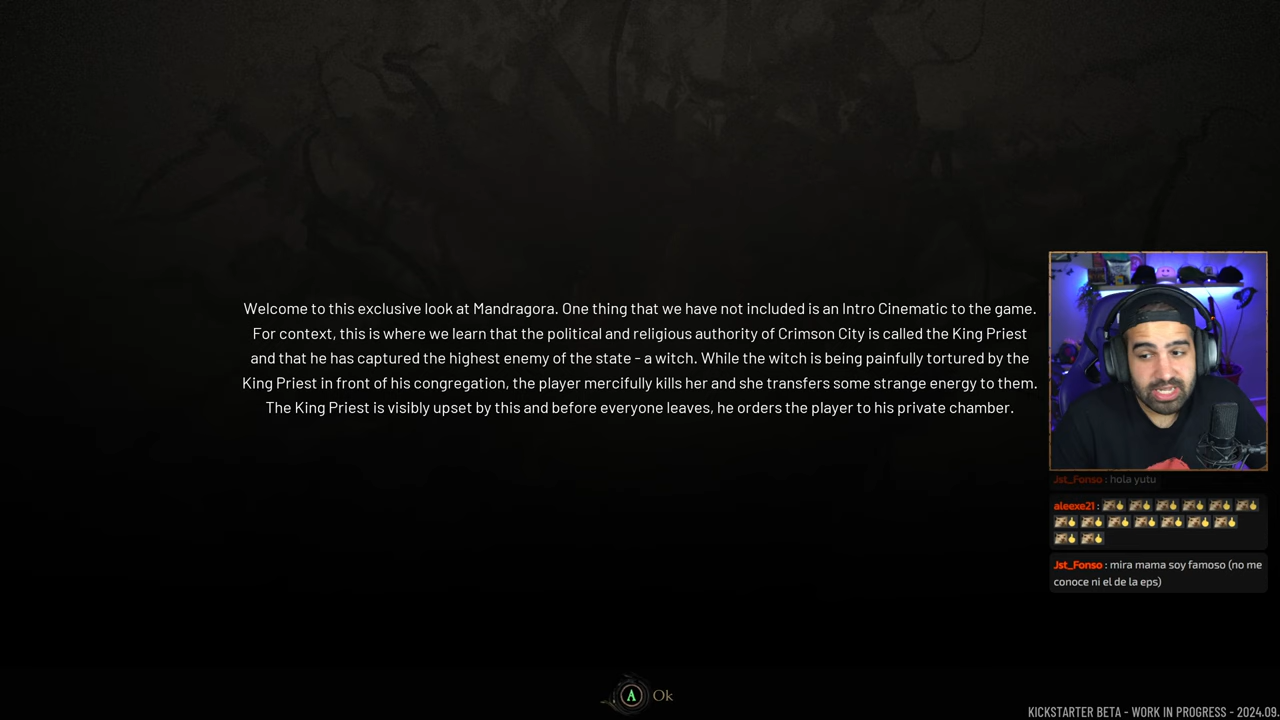 Welcome to this exclusive look at Mandragora. One thing that we have not included is an Intro Cinematic to the game.
For context, this is where we learn that the political and religious authority of Crimson City is called the King Priest
and that he has captured the highest enemy of the state - a witch. While the witch is being painfully tortured by the
King Priest in front of his congregation, the player mercifully kills her and she transfers some strange energy to them.
The King Priest is visibly upset by this and before everyone leaves, he orders the player to his private chamber.
Jst_Fonso : hola yutu
aleexe21 :
Jst_Fonso : mira mama soy famoso (no me
conoce ni el de la eps)
A Ok
KICKSTARTER BETA - WORK IN PROGRESS - 2024.09.